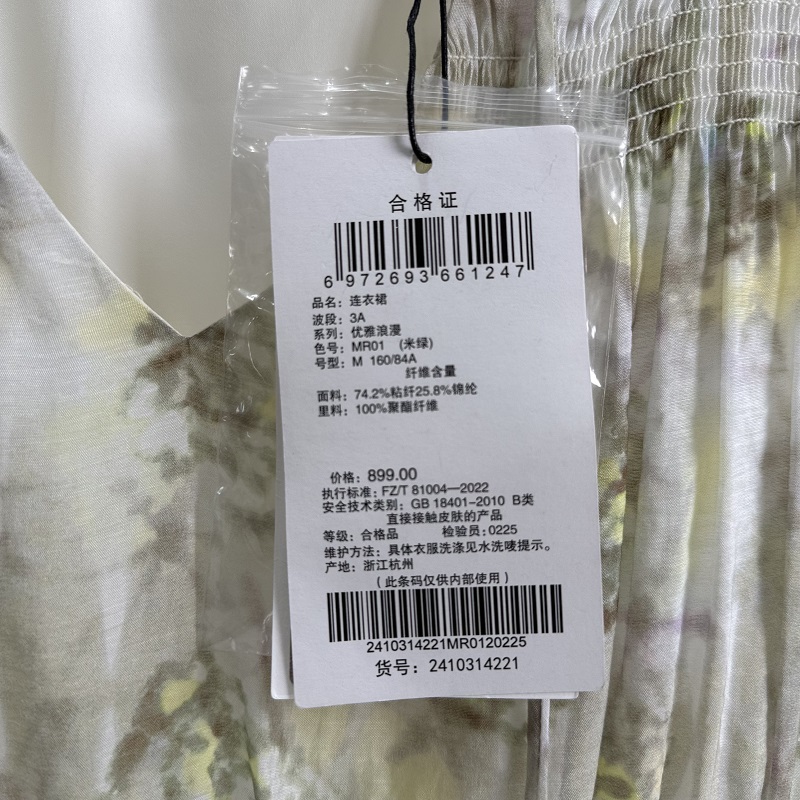 合格证
6 972693 661247
品名：连衣裙
波段：3A
系列：优雅浪漫
色号：MR01 (米绿)
号型：M 160/84A
纤维含量
面料：74.2%粘纤25.8%锦纶
里料：100%聚酯纤维
价格：899.00
执行标准：FZ/T 81004—2022
安全技术类别：GB 18401-2010 B类
直接接触皮肤的产品
等级：合格品 检验员：0225
维护方法：具体衣服洗涤见水洗唛提示。
产地：浙江杭州
(此条码仅供内部使用)
2410314221MR0120225
货号：2410314221